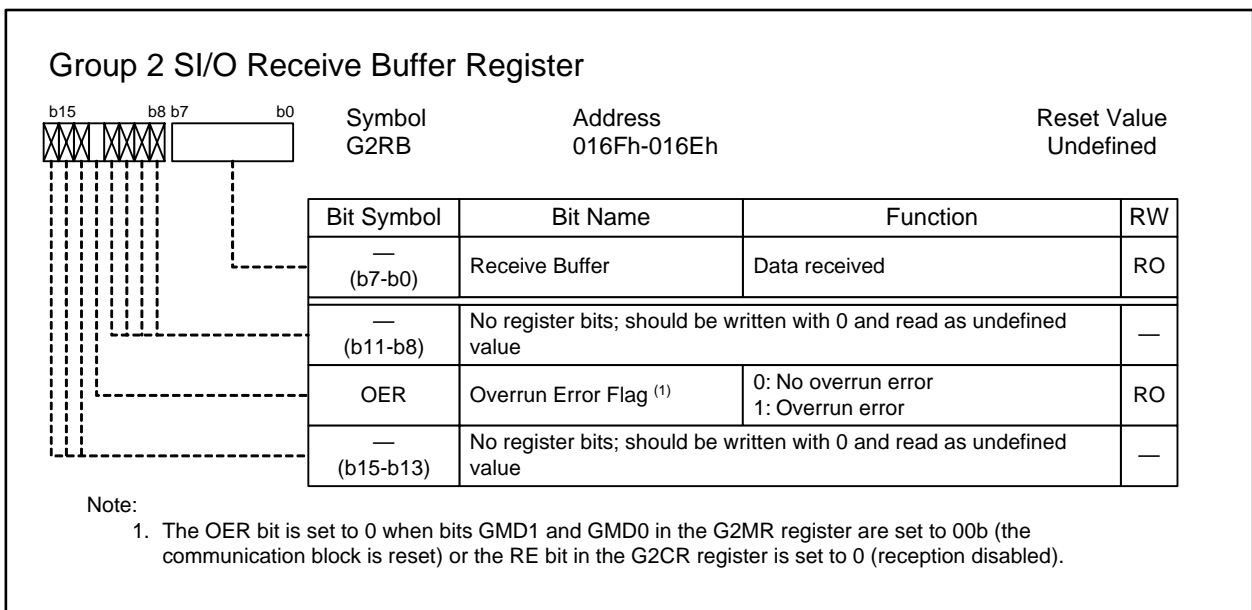 Group 2 SI/O Receive Buffer Register
b15 b8 b7 b0
Symbol Address Reset Value
G2RB 016Fh-016Eh Undefined
Bit Symbol Bit Name Function RW
—
(b7-b0) Receive Buffer Data received RO
—
(b11-b8) No register bits; should be written with 0 and read as undefined
value —
OER Overrun Error Flag (1) 0: No overrun error
1: Overrun error RO
—
(b15-b13) No register bits; should be written with 0 and read as undefined
value —
Note:
1. The OER bit is set to 0 when bits GMD1 and GMD0 in the G2MR register are set to 00b (the
communication block is reset) or the RE bit in the G2CR register is set to 0 (reception disabled).